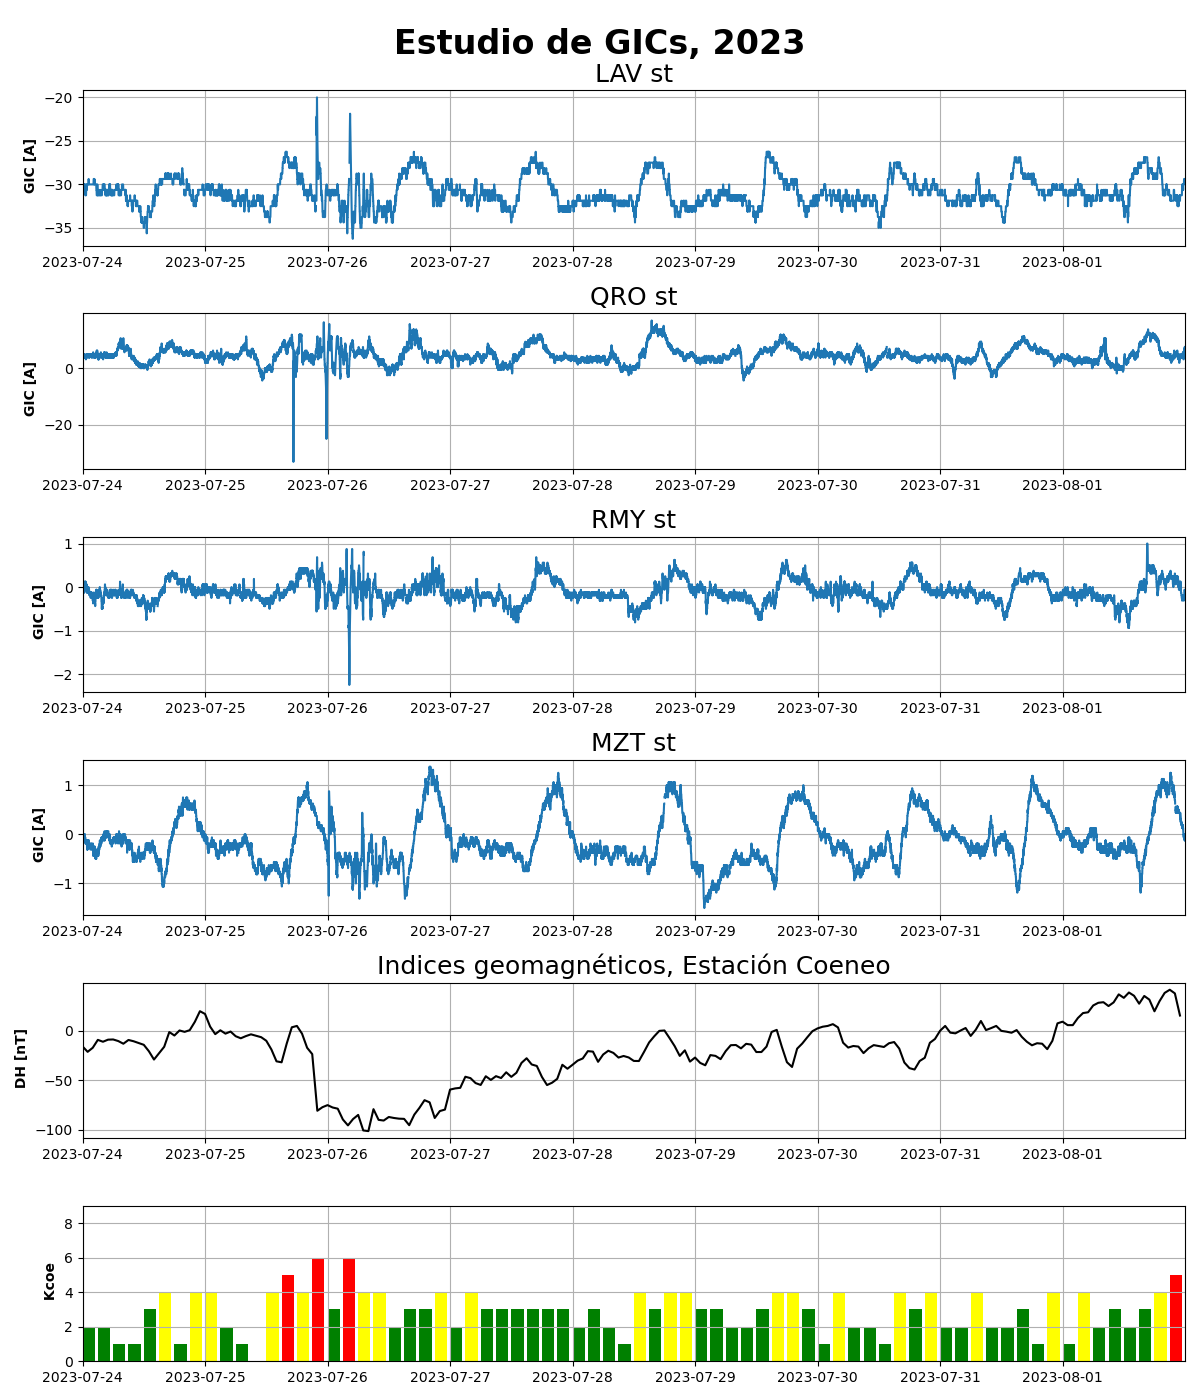 Estudio de GICs, 2023
LAV st
GIC [A]
−20
−25
−30
−35
2023-07-24 2023-07-25 2023-07-26 2023-07-27 2023-07-28 2023-07-29 2023-07-30 2023-07-31 2023-08-01
QRO st
GIC [A]
0
−20
2023-07-24 2023-07-25 2023-07-26 2023-07-27 2023-07-28 2023-07-29 2023-07-30 2023-07-31 2023-08-01
RMY st
GIC [A]
1
0
−1
−2
2023-07-24 2023-07-25 2023-07-26 2023-07-27 2023-07-28 2023-07-29 2023-07-30 2023-07-31 2023-08-01
MZT st
GIC [A]
1
0
−1
2023-07-24 2023-07-25 2023-07-26 2023-07-27 2023-07-28 2023-07-29 2023-07-30 2023-07-31 2023-08-01
Indices geomagnéticos, Estación Coeneo
DH [nT]
0
−50
−100
2023-07-24 2023-07-25 2023-07-26 2023-07-27 2023-07-28 2023-07-29 2023-07-30 2023-07-31 2023-08-01
Kcoe
8
6
4
2
0
2023-07-24 2023-07-25 2023-07-26 2023-07-27 2023-07-28 2023-07-29 2023-07-30 2023-07-31 2023-08-01